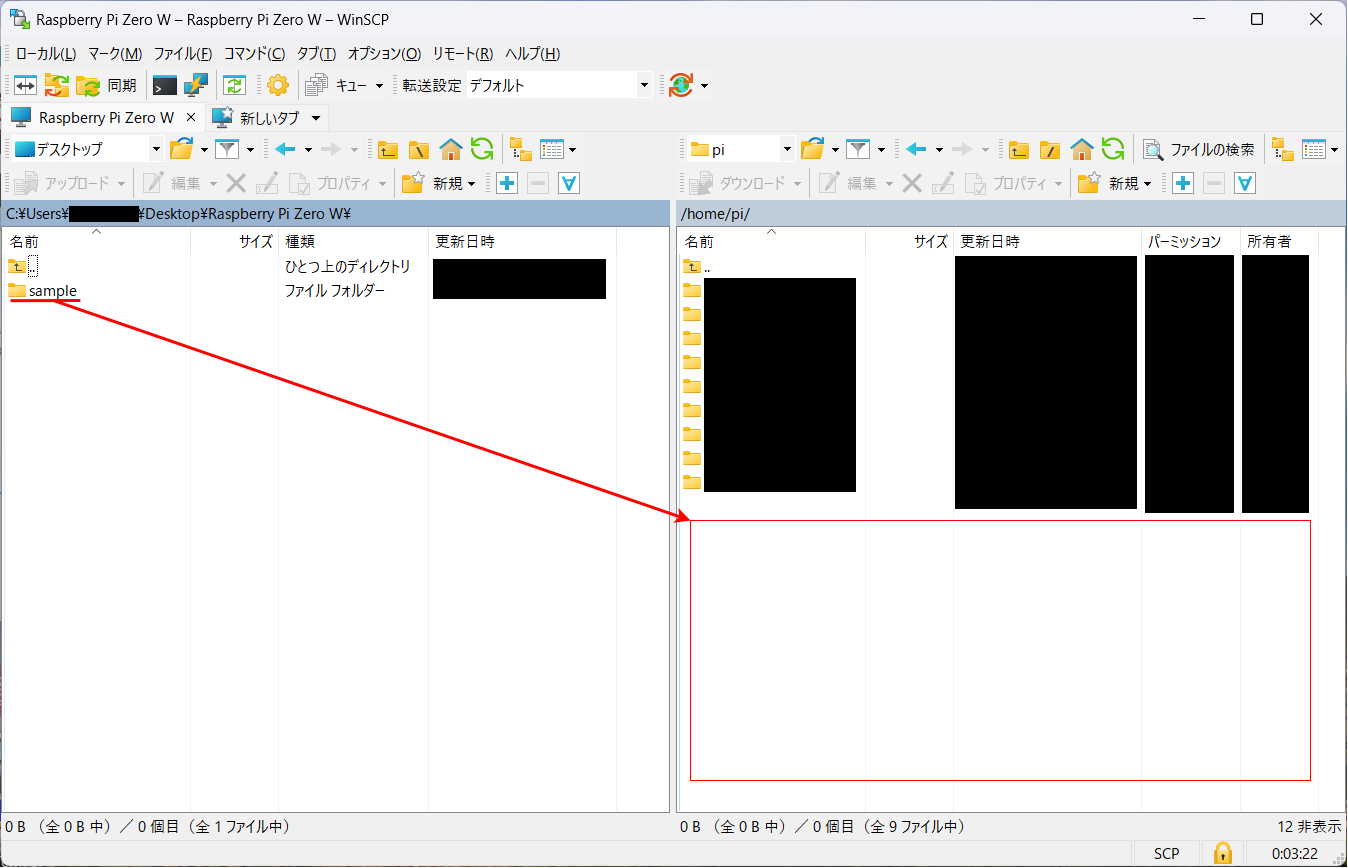 Raspberry Pi Zero W – Raspberry Pi Zero W – WinSCP
ローカル(L) マーク(M) ファイル(F) コマンド(C) タブ(T) オプション(O) リモート(R) ヘルプ(H)
同期 キュー 転送設定 デフォルト
Raspberry Pi Zero W × 新しいタブ
デスクトップ
アップロード 編集 プロパティ 新規
C:¥Users¥ ¥Desktop¥Raspberry Pi Zero W¥
名前 サイズ 種類 更新日時
.. ひとつ上のディレクトリ
sample ファイル フォルダー
0 B （全 0 B 中）／ 0 個目（全 1 ファイル中）
pi ファイルの検索
ダウンロード 編集 プロパティ 新規
/home/pi/
名前 サイズ 更新日時 パーミッション 所有者
..
0 B （全 0 B 中）／ 0 個目（全 9 ファイル中） 12 非表示
SCP 0:03:22